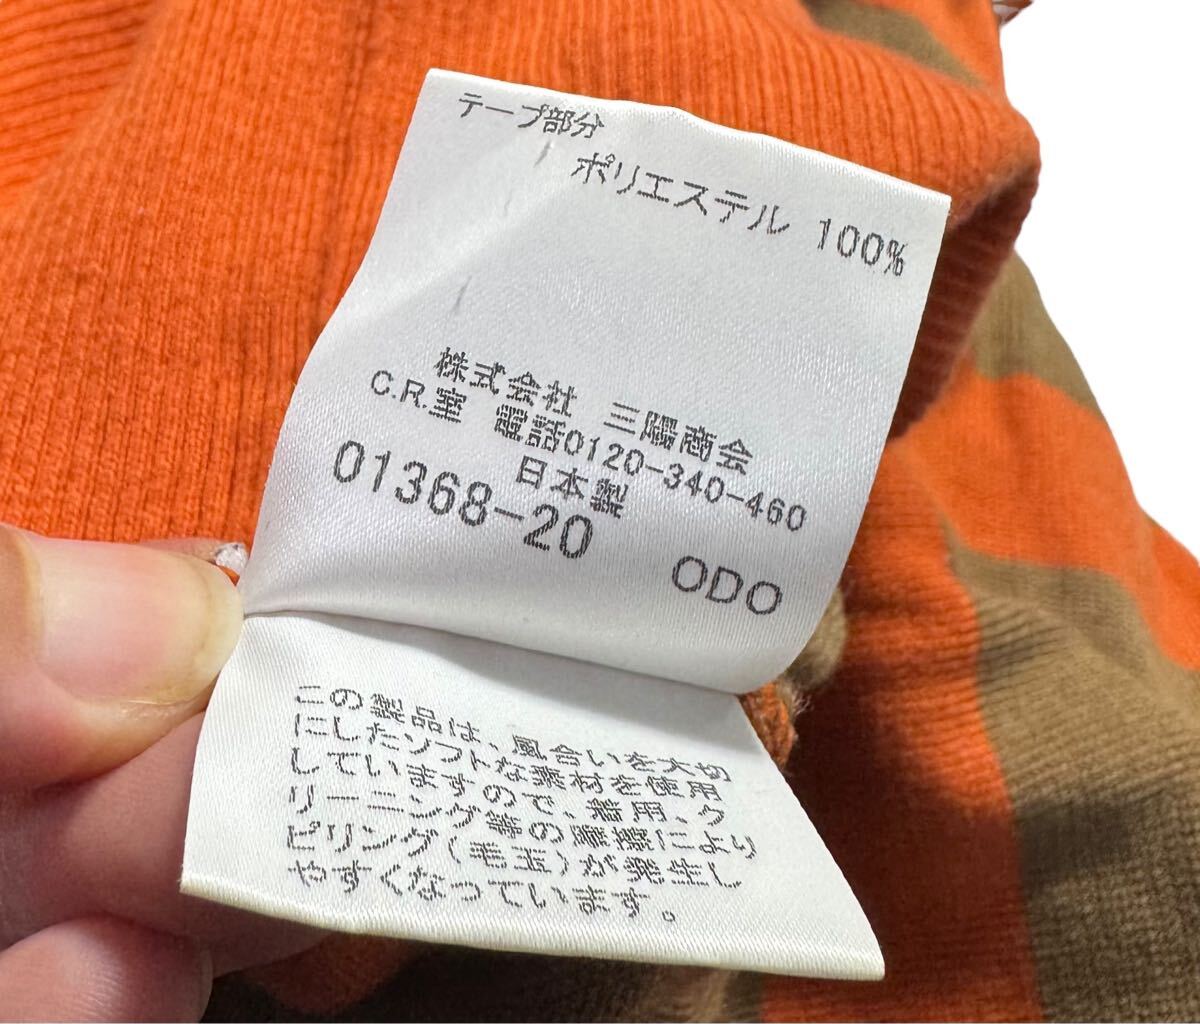 テープ部分
ポリエステル 100%
株式会社 三陽商会
C.R.室 電話0120-340-460
日本製
01368-20 ODO
この製品は、風合いを大切
にしたソフトな素材を使用
していますので、着用、ク
リーニング等の摩擦により
ピリング(毛玉)が発生し
やすくなっています。